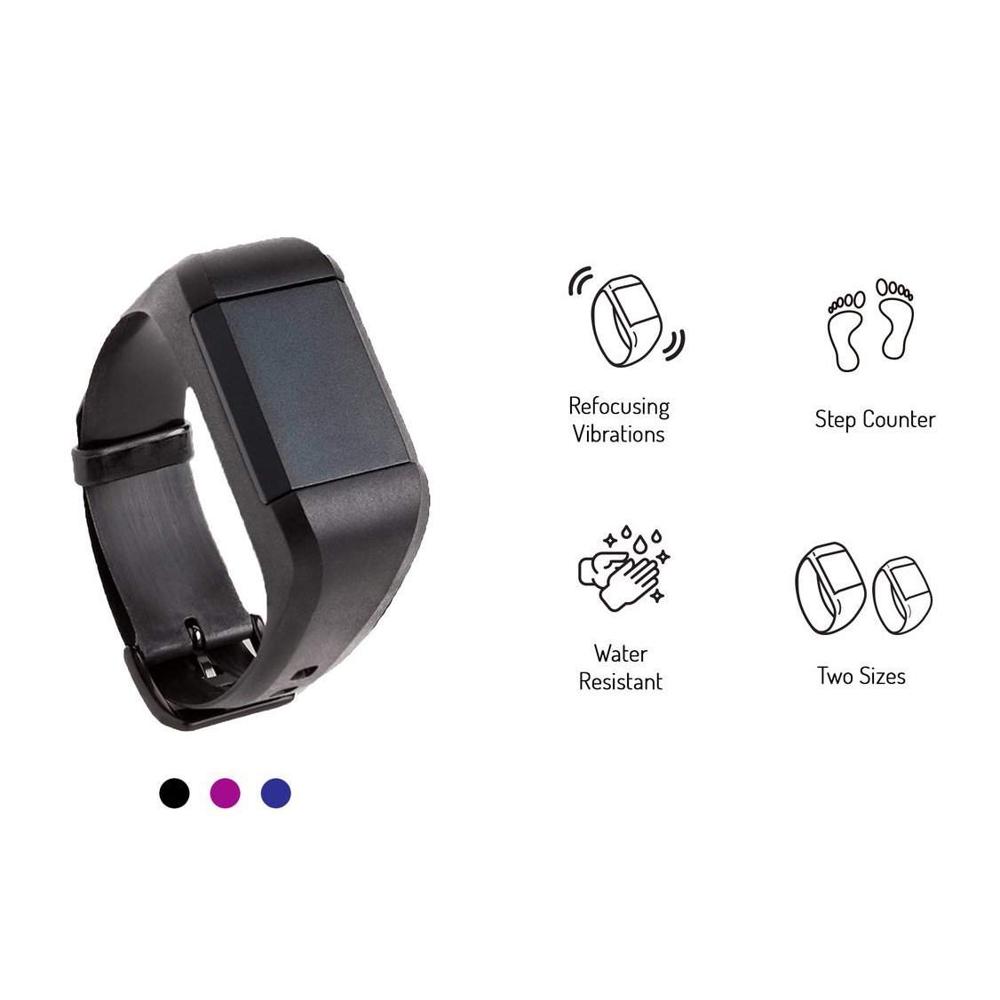 Refocusing
Vibrations
Step Counter
Water
Resistant
Two Sizes